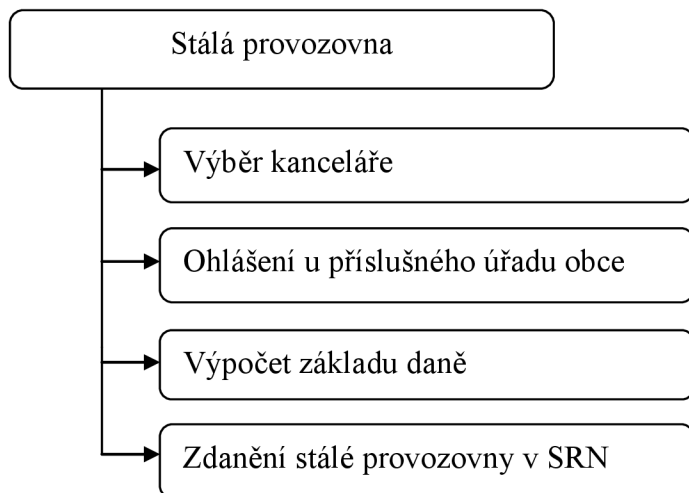 Stálá provozovna
Výběr kanceláře
Ohlášení u příslušného úřadu obce
Výpočet základu daně
Zdanění stálé provozovny v SRN